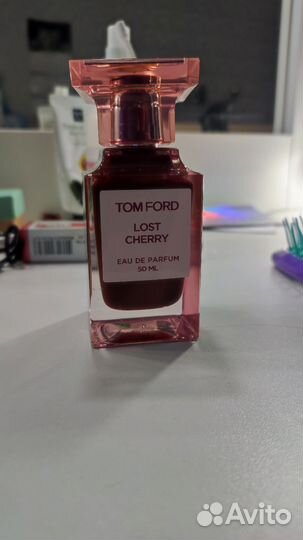 TOM FORD
LOST
CHERRY
EAU DE PARFUM
50 ML
Avito